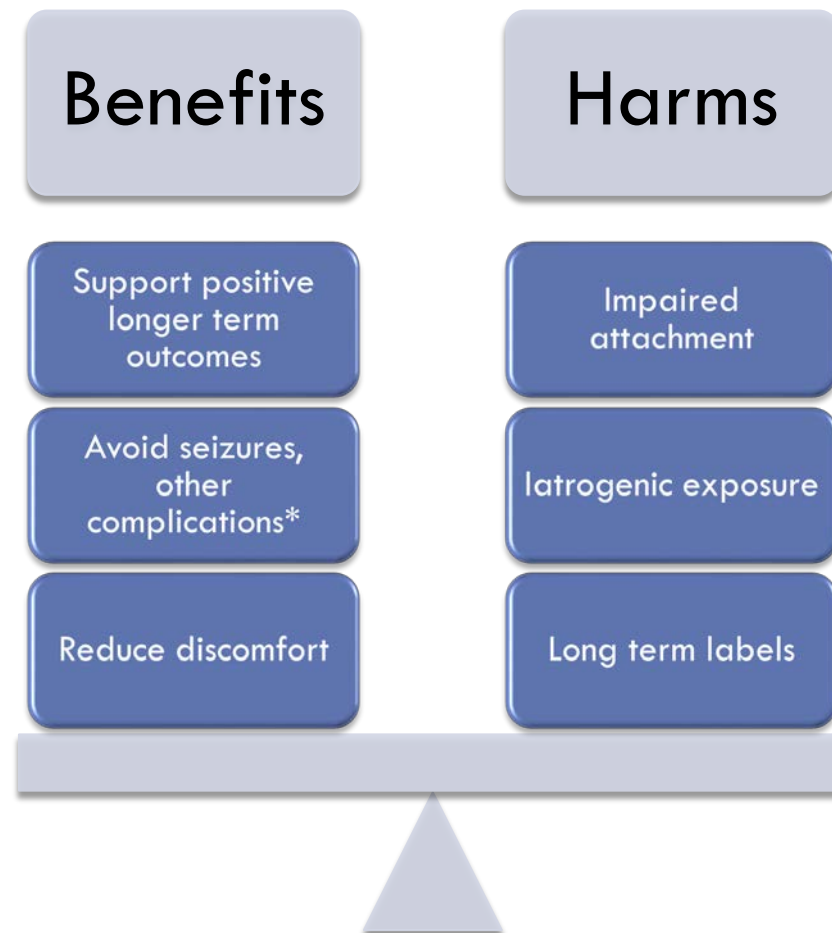 Benefits
Support positive
longer term
outcomes
Avoid seizures,
other
complications*
Reduce discomfort
Harms
Impaired
attachment
Iatrogenic exposure
Long term labels